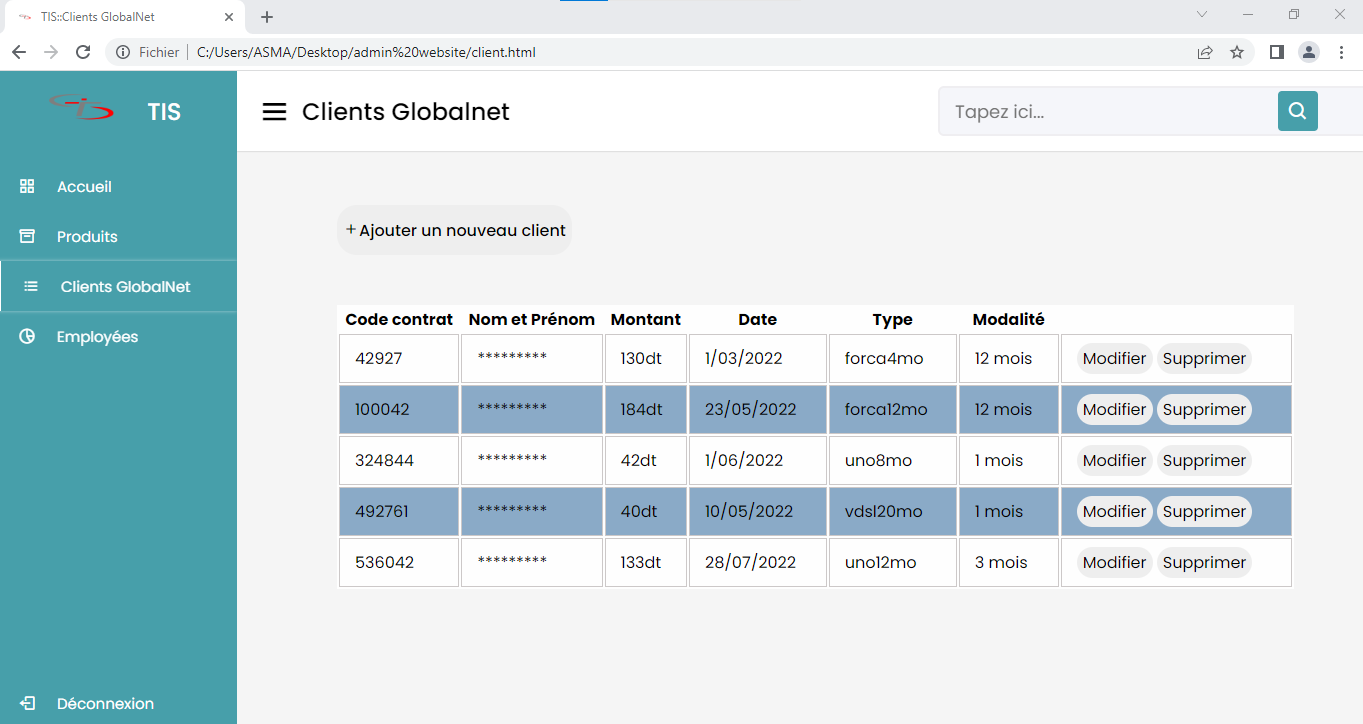 TIS::Clients GlobalNet
Fichier C:/Users/ASMA/Desktop/admin%20website/client.html
TIS
Clients Globalnet
Tapez ici...
Accueil
Produits
Clients GlobalNet
Employées
Déconnexion
+ Ajouter un nouveau client
Code contrat Nom et Prénom Montant Date Type Modalité
42927 ********* 130dt 1/03/2022 forca4mo 12 mois Modifier Supprimer
100042 ********* 184dt 23/05/2022 forca12mo 12 mois Modifier Supprimer
324844 ********* 42dt 1/06/2022 uno8mo 1 mois Modifier Supprimer
492761 ********* 40dt 10/05/2022 vdsl20mo 1 mois Modifier Supprimer
536042 ********* 133dt 28/07/2022 uno12mo 3 mois Modifier Supprimer